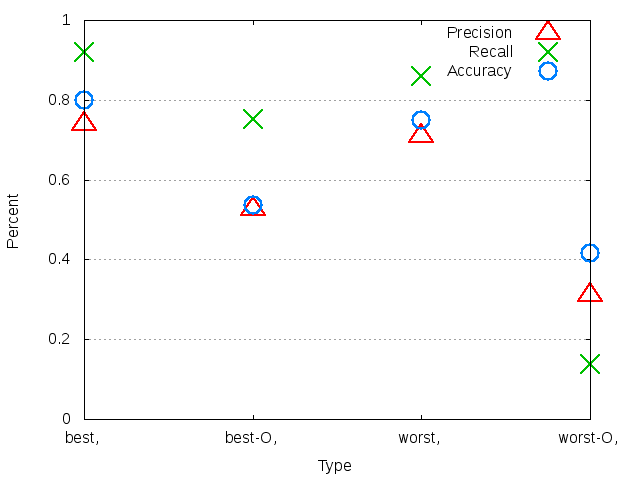 1
Precision
Recall
Accuracy
0.8
0.6
0.4
0.2
0
Percent
best,
best-O,
worst,
worst-O,
Type